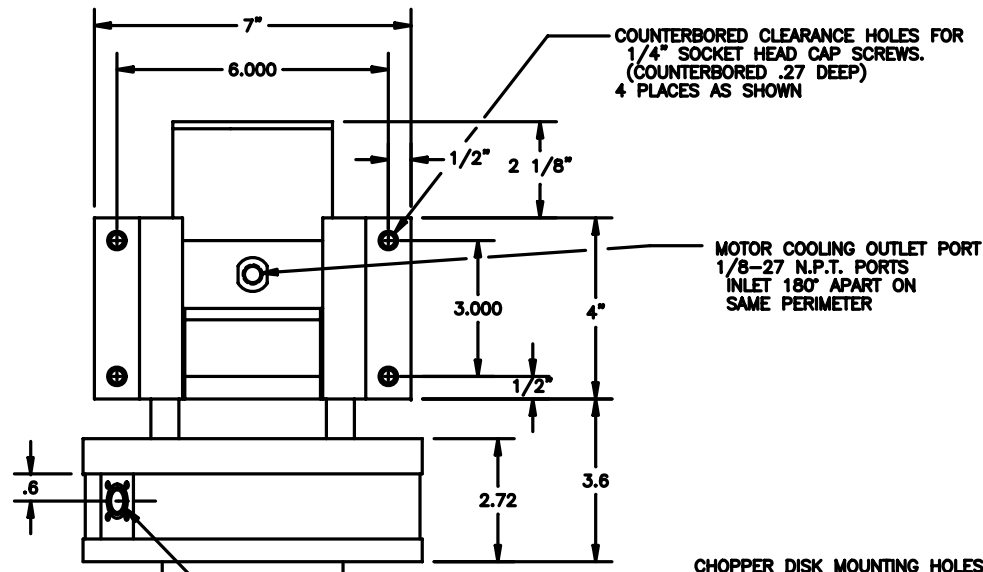 7"
COUNTERBORED CLEARANCE HOLES FOR
1/4" SOCKET HEAD CAP SCREWS.
(COUNTERBORED .27 DEEP)
4 PLACES AS SHOWN
6.000
1/2"
2 1/8"
MOTOR COOLING OUTLET PORT
1/8-27 N.P.T. PORTS
INLET 180° APART ON
SAME PERIMETER
3.000
4"
1/2"
.6
2.72
3.6
CHOPPER DISK MOUNTING HOLES